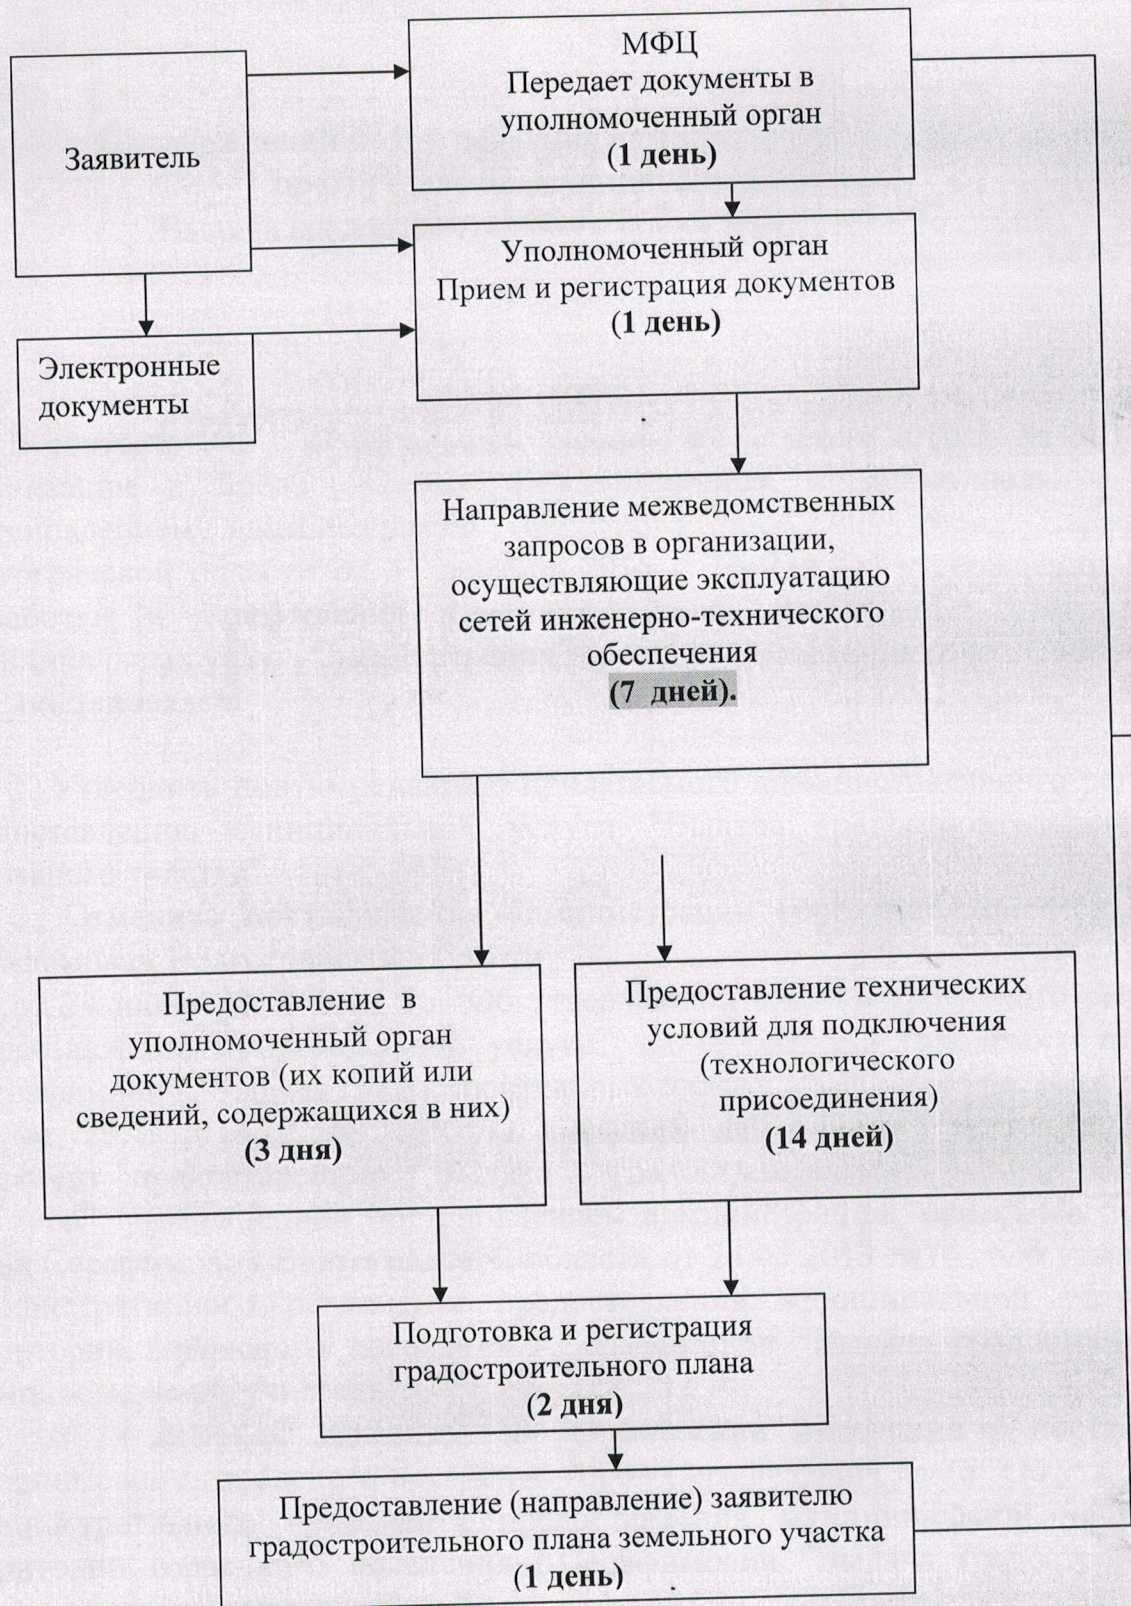 МФЦ
Передает документы в
уполномоченный орган
(1 день)
Заявитель
Уполномоченный орган
Прием и регистрация документов
(1 день)
Электронные
документы
Направление межведомственных
запросов в организации,
осуществляющие эксплуатацию
сетей инженерно-технического
обеспечения
(7 дней).
Предоставление в
уполномоченный орган
документов (их копий или
сведений, содержащихся в них)
(3 дня)
Предоставление технических
условий для подключения
(технологического
присоединения)
(14 дней)
Подготовка и регистрация
градостроительного плана
(2 дня)
Предоставление (направление) заявителю
градостроительного плана земельного участка
(1 день)